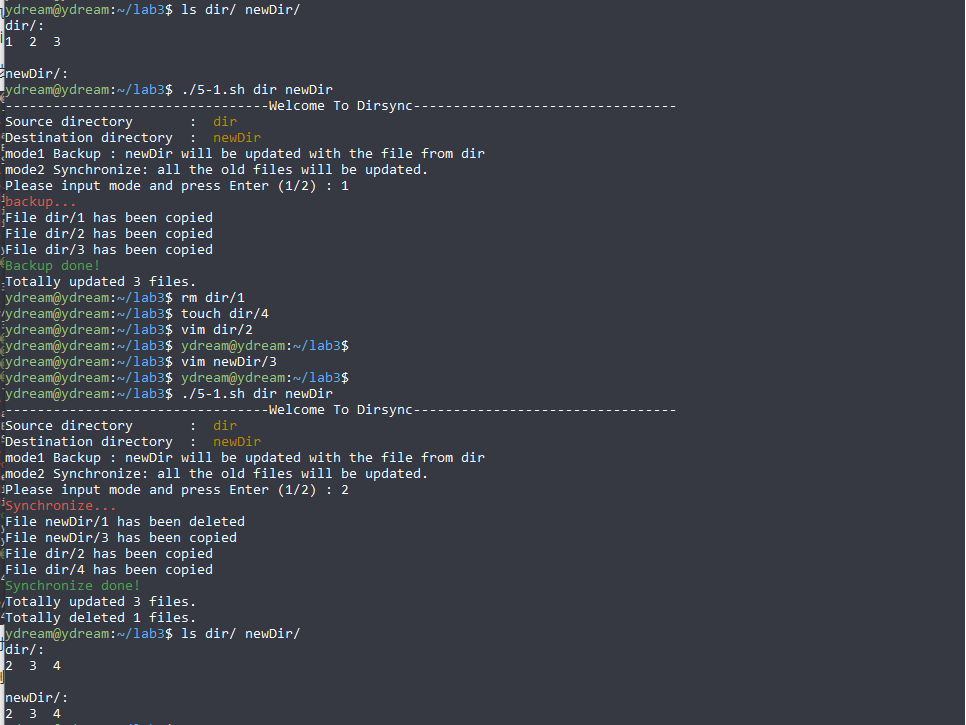 ydream@ydream:~/lab3$ ls dir/ newDir/
dir/:
1  2  3
newDir/:
ydream@ydream:~/lab3$ ./5-1.sh dir newDir
---------------------------------Welcome To Dirsync---------------------------------
Source directory       :  dir
Destination directory  :  newDir
mode1 Backup : newDir will be updated with the file from dir
mode2 Synchronize: all the old files will be updated.
Please input mode and press Enter (1/2) : 1
backup...
File dir/1 has been copied
File dir/2 has been copied
File dir/3 has been copied
Backup done!
Totally updated 3 files.
ydream@ydream:~/lab3$ rm dir/1
ydream@ydream:~/lab3$ touch dir/4
ydream@ydream:~/lab3$ vim dir/2
ydream@ydream:~/lab3$ ydream@ydream:~/lab3$
ydream@ydream:~/lab3$ vim newDir/3
ydream@ydream:~/lab3$ ydream@ydream:~/lab3$
ydream@ydream:~/lab3$ ./5-1.sh dir newDir
---------------------------------Welcome To Dirsync---------------------------------
Source directory       :  dir
Destination directory  :  newDir
mode1 Backup : newDir will be updated with the file from dir
mode2 Synchronize: all the old files will be updated.
Please input mode and press Enter (1/2) : 2
Synchronize...
File newDir/1 has been deleted
File newDir/3 has been copied
File dir/2 has been copied
File dir/4 has been copied
Synchronize done!
Totally updated 3 files.
Totally deleted 1 files.
ydream@ydream:~/lab3$ ls dir/ newDir/
dir/:
2  3  4
newDir/:
2  3  4